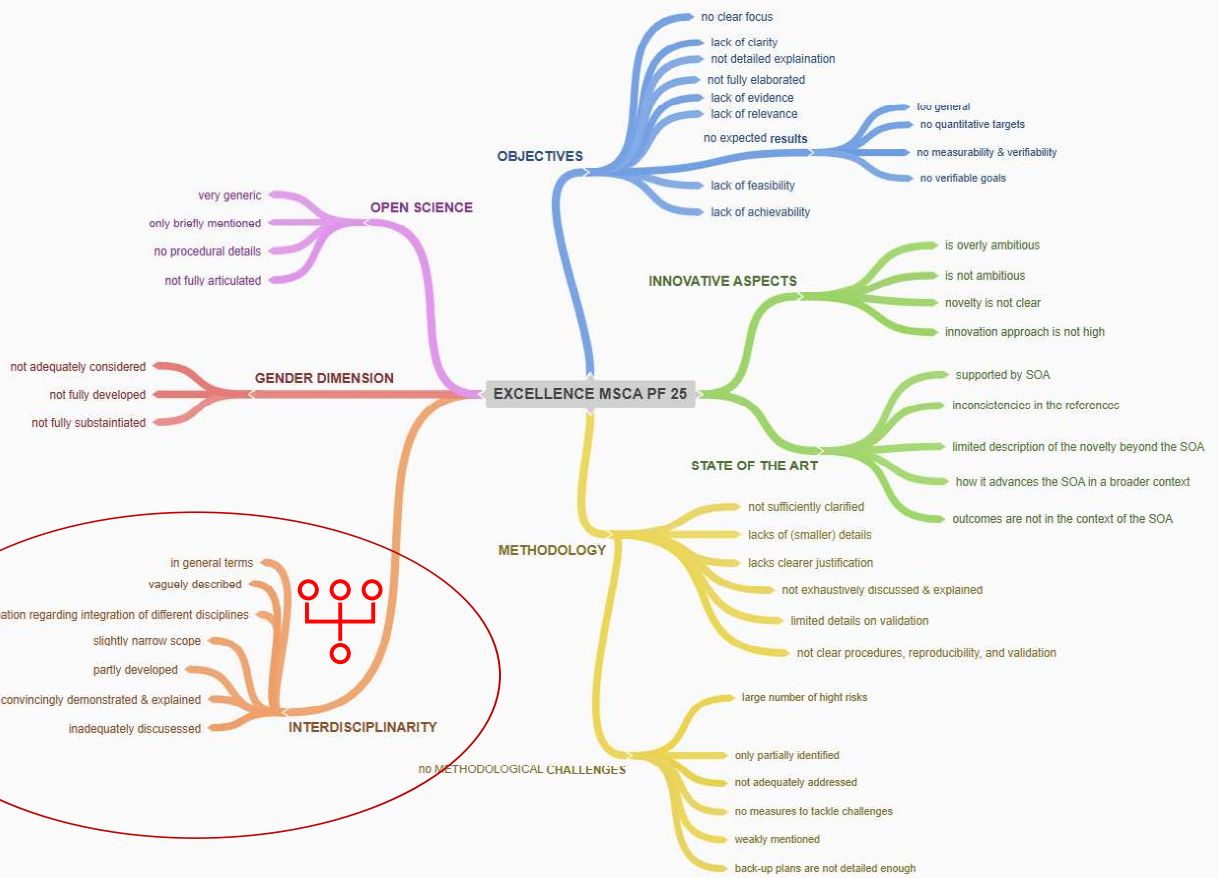 no clear focus
lack of clarity
not detailed explaination
not fully elaborated
lack of evidence
lack of relevance
no expected results
too general
no quantitative targets
no measurability & verifiability
no verifiable goals
OBJECTIVES
lack of feasibility
lack of achievability
very generic
OPEN SCIENCE
only briefly mentioned
no procedural details
not fully articulated
is overly ambitious
INNOVATIVE ASPECTS
is not ambitious
novelty is not clear
innovation approach is not high
not adequately considered
GENDER DIMENSION
not fully developed
not fully substaintiated
EXCELLENCE MSCA PF 25
supported by SOA
inconsistencies in the references
limited description of the novelty beyond the SOA
STATE OF THE ART
how it advances the SOA in a broader context
outcomes are not in the context of the SOA
not sufficiently clarified
lacks of (smaller) details
METHODOLOGY
lacks clearer justification
not exhaustively discussed & explained
limited details on validation
not clear procedures, reproducibility, and validation
in general terms
vaguely described
regarding integration of different disciplines
slightly narrow scope
partly developed
convincingly demonstrated & explained
inadequately discusessed
INTERDISCIPLINARITY
no METHODOLOGICAL CHALLENGES
large number of hight risks
only partially identified
not adequately addressed
no measures to tackle challenges
weakly mentioned
back-up plans are not detailed enough